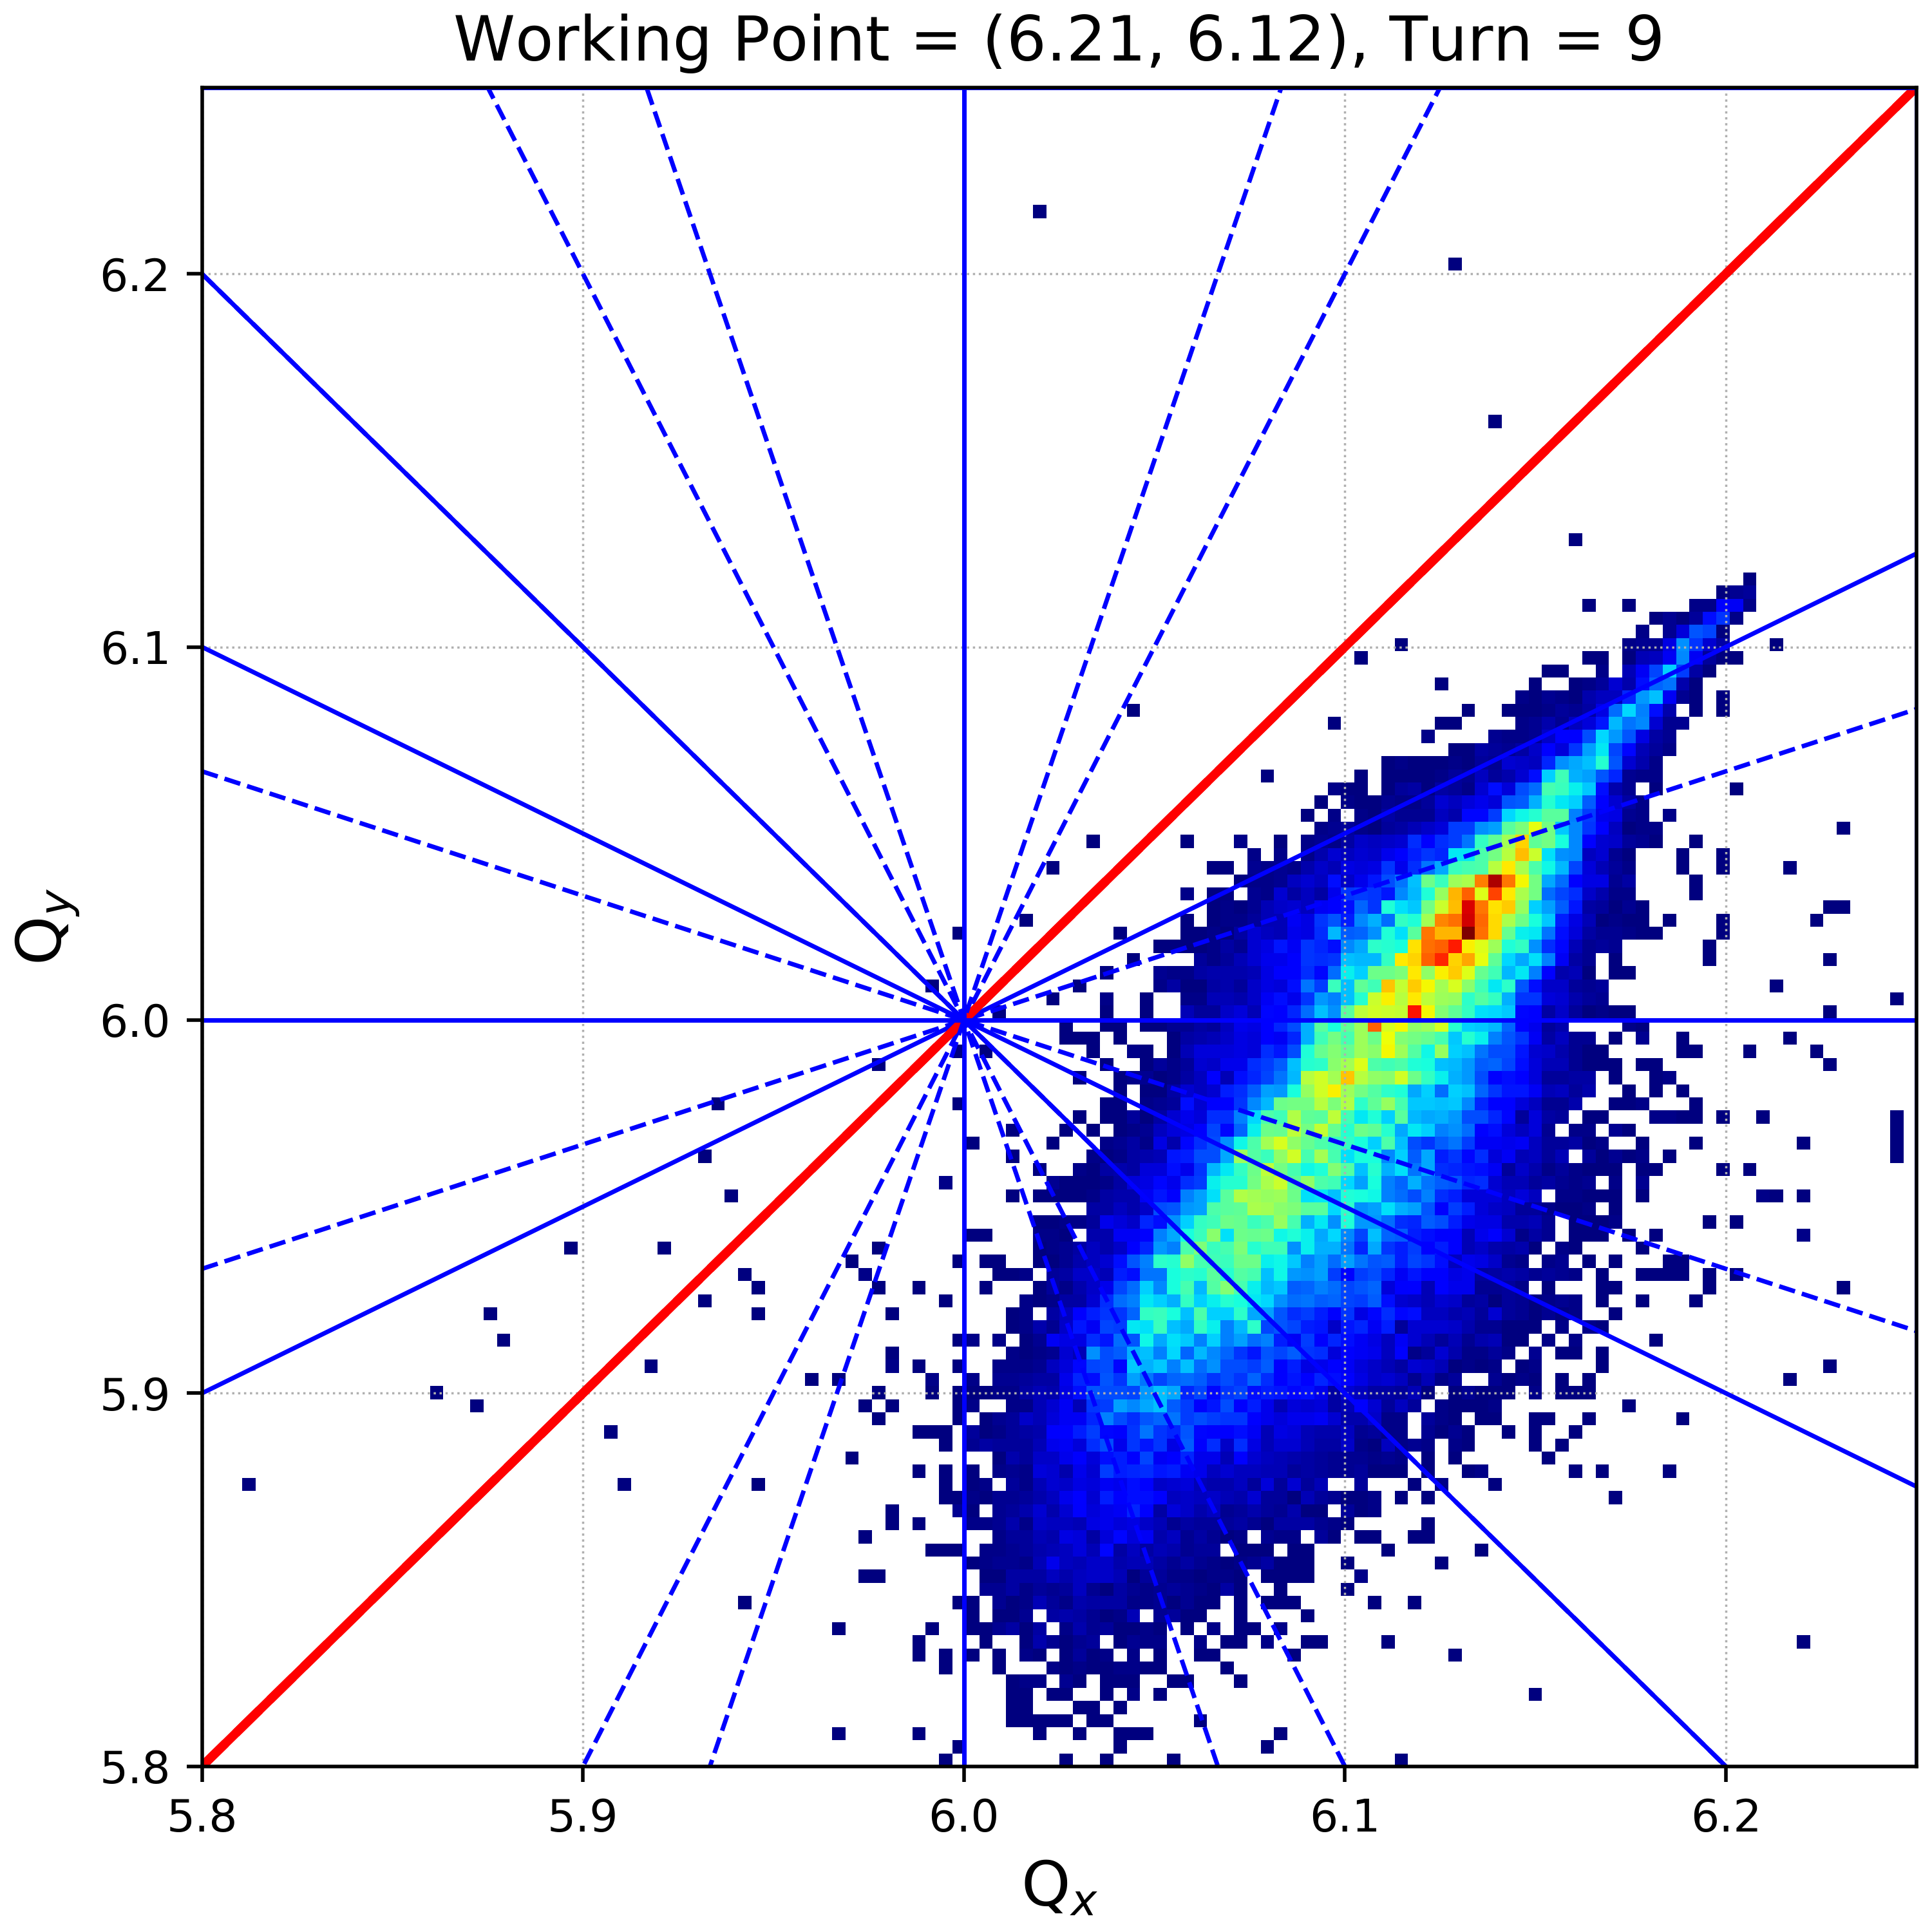 Working Point = (6.21, 6.12), Turn = 9
6.2
6.1
6.0
5.9
5.8
Qy
5.8 5.9 6.0 6.1 6.2
Qx